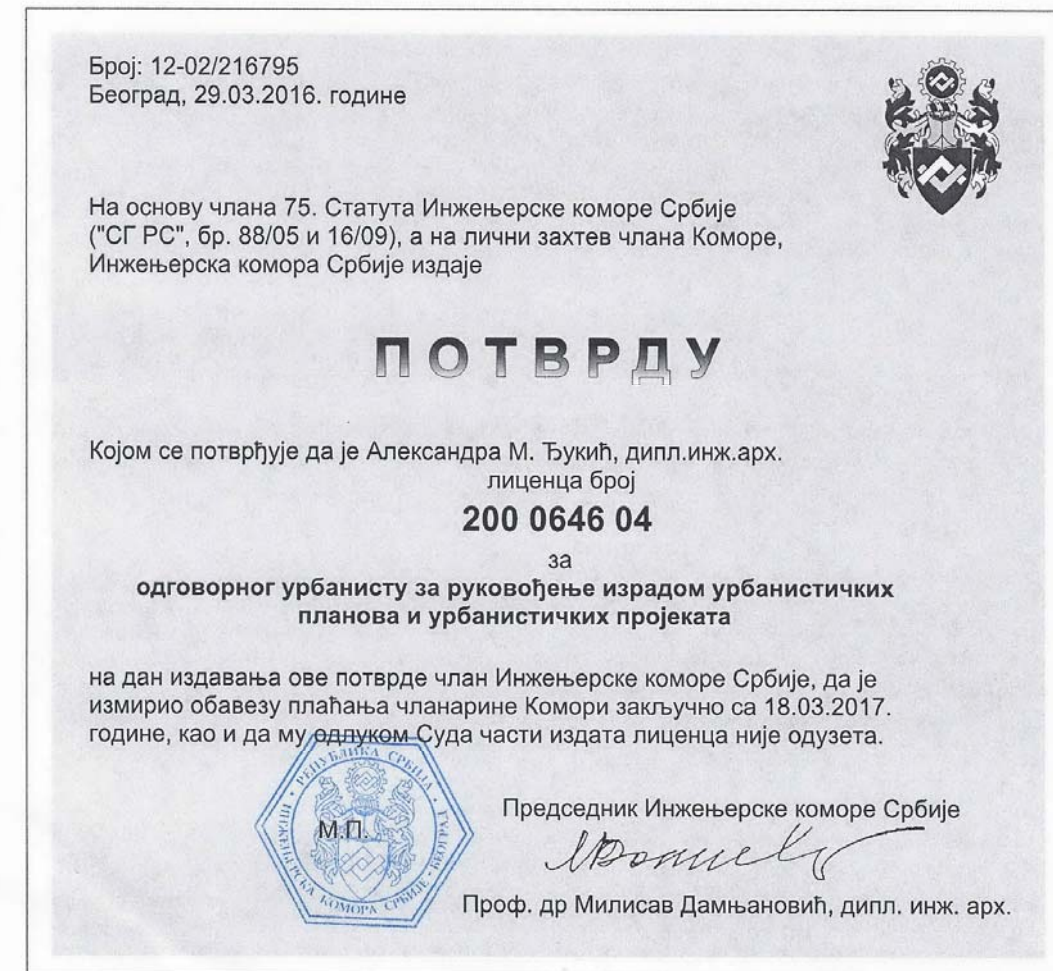 Број: 12-02/216795
Београд, 29.03.2016. године
На основу члана 75. Статута Инжењерске коморе Србије
("СГ РС", бр. 88/05 и 16/09), а на лични захтев члана Коморе,
Инжењерска комора Србије издаје
ПОТВРДУ
Којом се потврђује да је Александра М. Ђукић, дипл.инж.арх.
лиценца број
200 0646 04
за
одговорног урбанисту за руковођење израдом урбанистичких
планова и урбанистичких пројеката
на дан издавања ове потврде члан Инжењерске коморе Србије, да је
измирио обавезу плаћања чланарине Комори закључно са 18.03.2017.
године, као и да му одлуком Суда части издата лиценца није одузета.
РЕПУБЛИКА СРБИЈА
БЕОГРАД
КОМОРА СРБИЈЕ
М.П.
Председник Инжењерске коморе Србије
Проф. др Милисав Дамњановић, дипл. инж. арх.